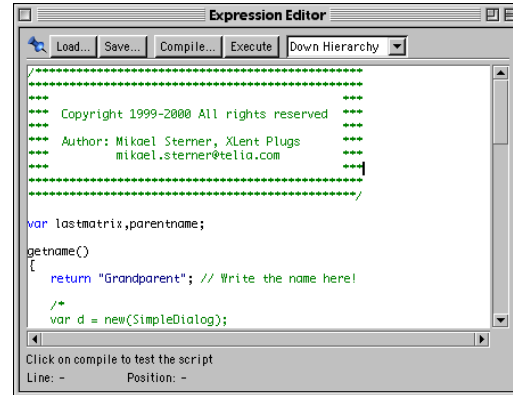 Expression Editor
Load... Save... Compile... Execute Down Hierarchy
/***************************************************
****************************************************
*** ***
*** Copyright 1999-2000 All rights reserved ***
*** ***
*** Author: Mikael Sterner, XLent Plugs ***
*** mikael.sterner@telia.com ***
*** ***
****************************************************
***************************************************/
var lastmatrix,parentname;
getname()
{
return "Grandparent"; // Write the name here!
/*
var d = new(SimpleDialog);
Click on compile to test the script
Line: - Position: -